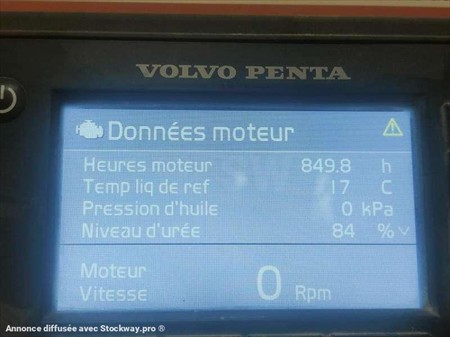 VOLVO PENTA
Données moteur
Heures moteur 849.8 h
Temp liq de ref 17 C
Pression d'huile 0 kPa
Niveau d'urée 84 %
Moteur
Vitesse 0 Rpm
Annonce diffusée avec Stockway.pro ®